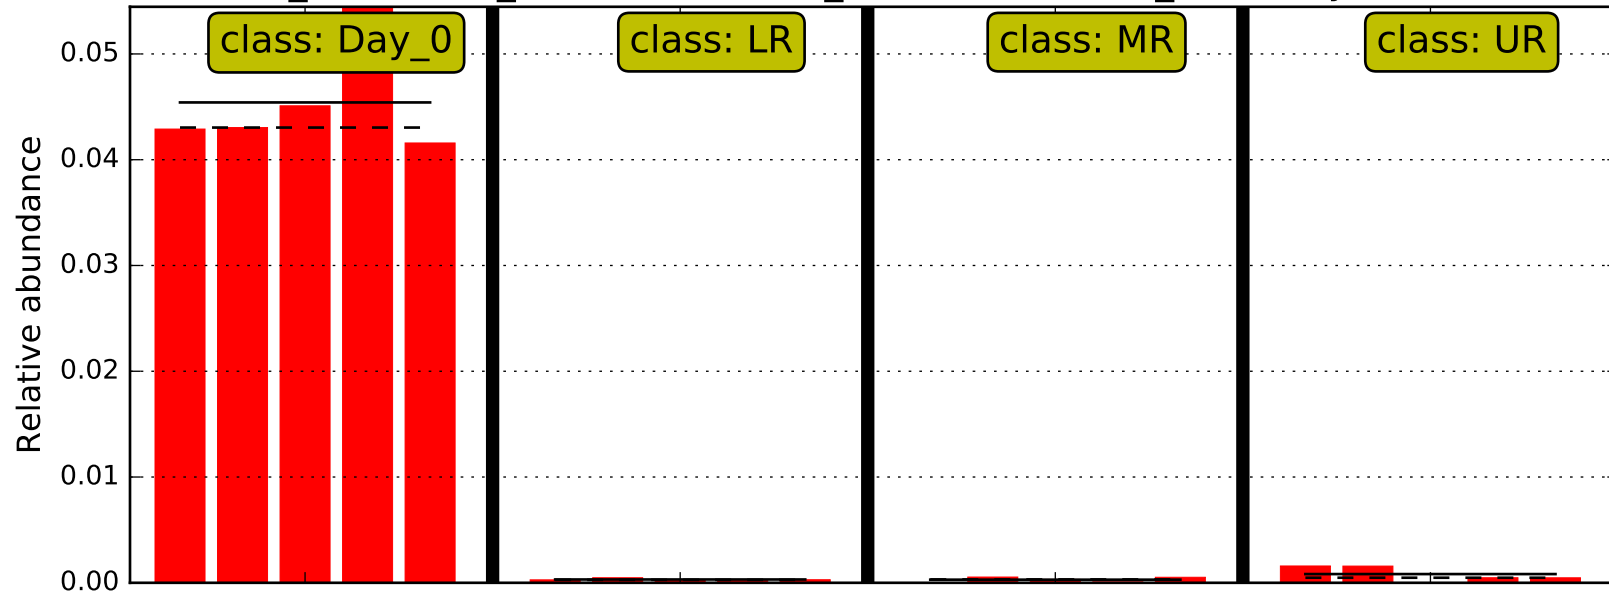 class: Day_0
class: LR
class: MR
class: UR
Relative abundance
0.05
0.04
0.03
0.02
0.01
0.00